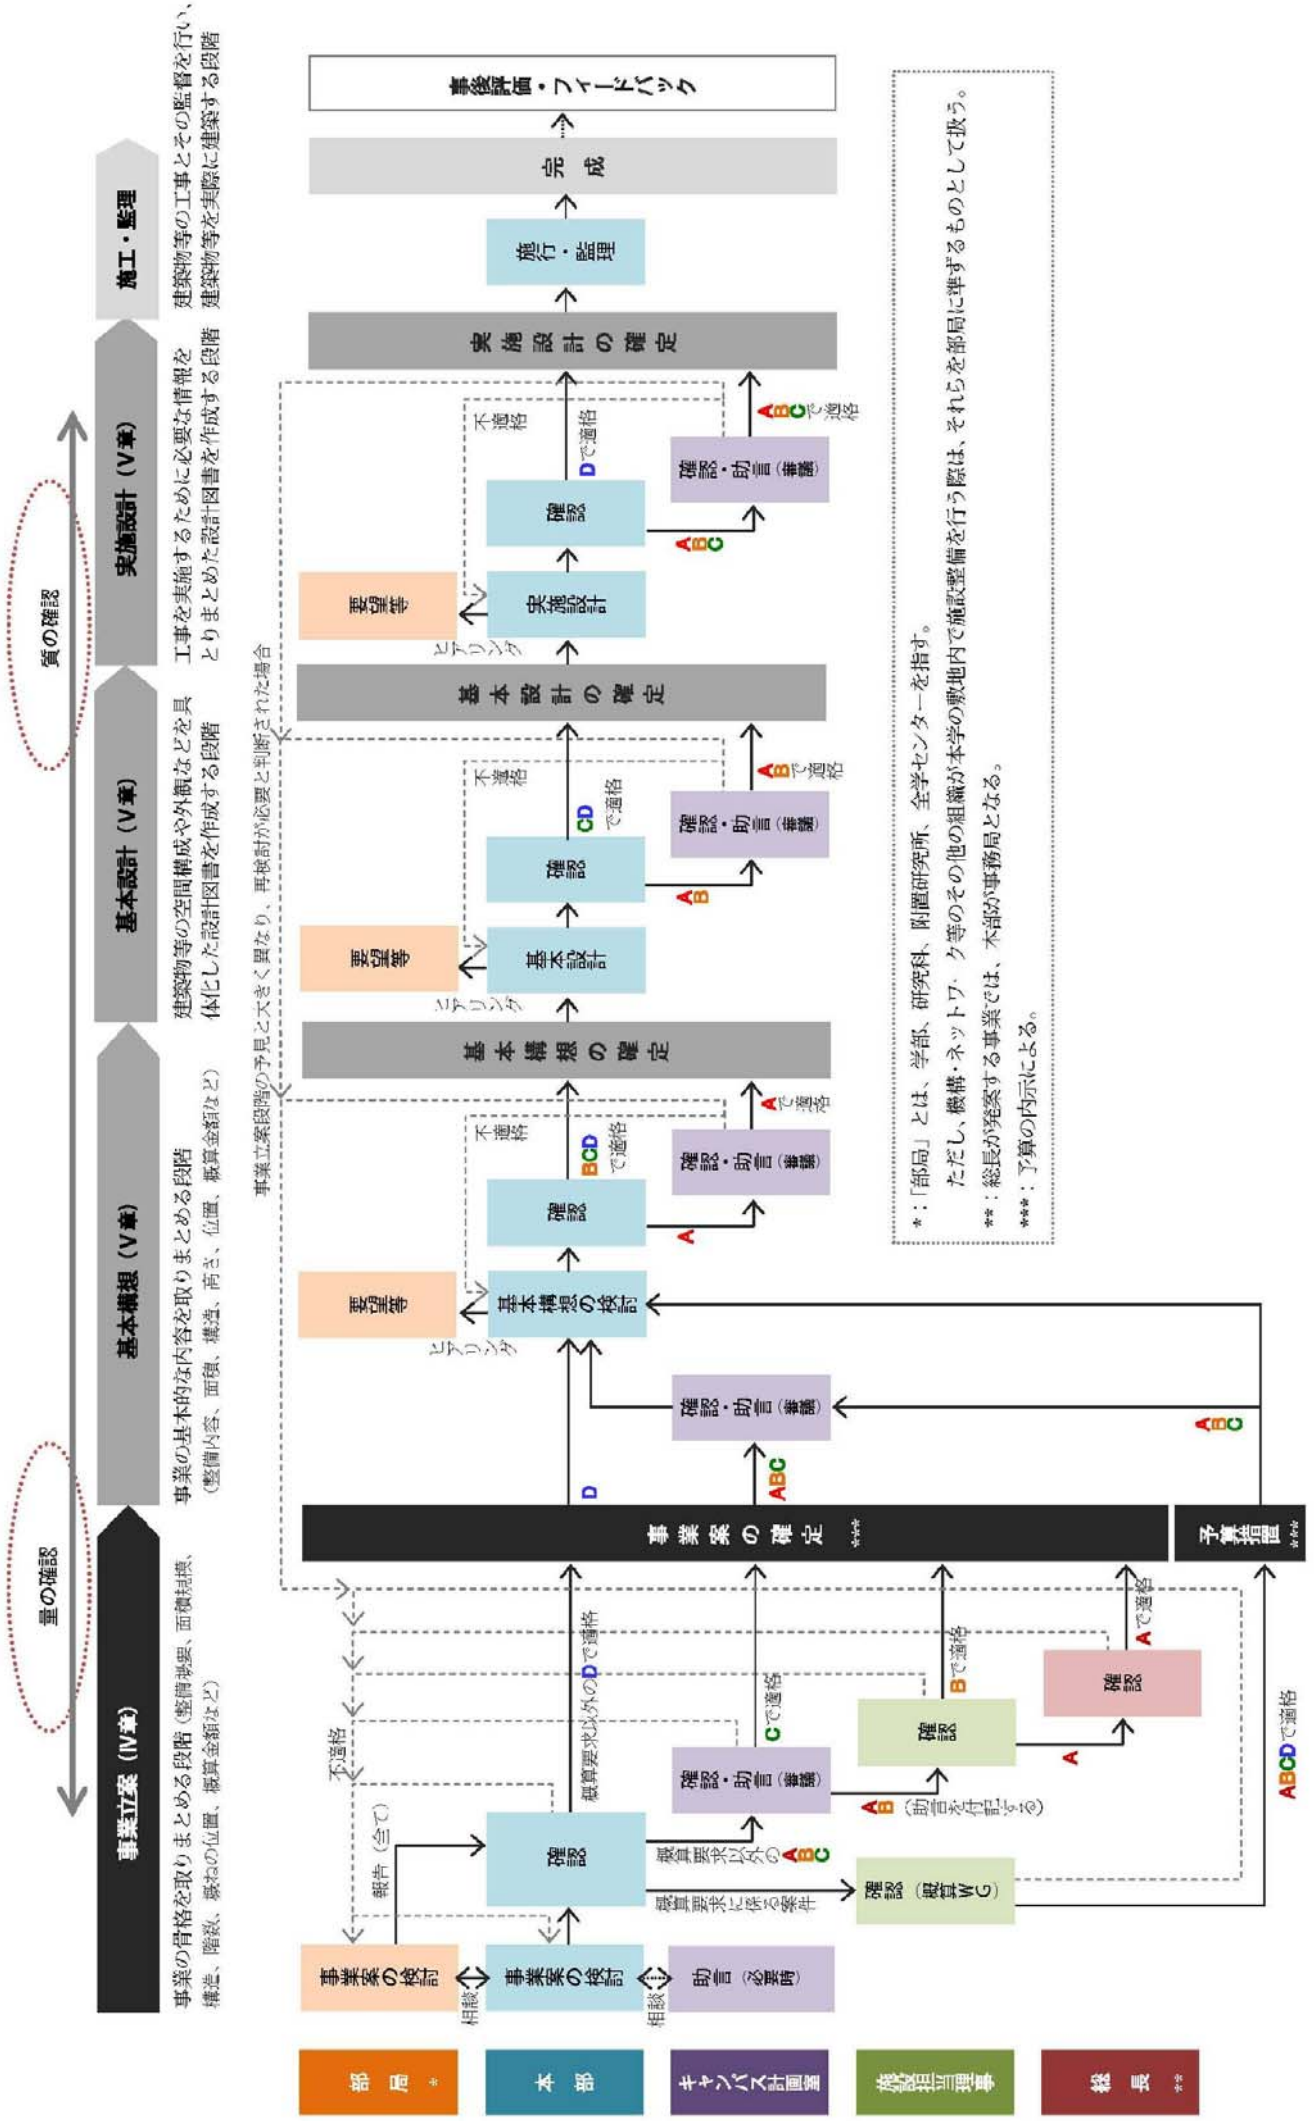 量の確認
質の確認
事業立案（Ⅳ章）
基本構想（Ⅴ章）
基本設計（Ⅴ章）
実施設計（Ⅴ章）
施工・監理
事業の骨格を取りまとめる段階（整備概要、面積規模、
構造、階数、概ねの位置、概算金額など）
事業の基本的な内容を取りまとめる段階
（整備内容、面積、構造、高さ、位置、概算金額など）
建築物等の空間構成や外観などを具
体化した設計図書を作成する段階
工事を実施するために必要な情報を
とりまとめた設計図書を作成する段階
建築物等の工事とその監督を行い、
建築物等を実際に建築する段階
事業立案段階の予見と大きく異なり、再検討が必要と判断された場合
部局 *
本部
キャンパス計画室
施設担当理事
総長 **
事業案の検討
相談
事業案の検討
相談
助言（必要時）
報告（全て）
不適格
確認
概算要求以外のDで適格
概算要求以外のABC
概算要求に係る案件
確認・助言（審議）
Cで適格
AB（助言を付記する）
確認（概算WG）
確認
Bで適格
A
確認
Aで適格
ABCDで適格
事業案の確定 ***
予算措置 ***
D
ABC
ABC
確認・助言（審議）
要望等
ヒアリング
基本構想の検討
確認
不適格
BCD
で適格
A
確認・助言（審議）
Aで適格
基本構想の確定
要望等
ヒアリング
基本設計
確認
不適格
CD
で適格
AB
確認・助言（審議）
ABで適格
基本設計の確定
要望等
ヒアリング
実施設計
確認
不適格
Dで適格
ABC
確認・助言（審議）
ABCで適格
実施設計の確定
施行・監理
完成
事後評価・フィードバック
*：「部局」とは、学部、研究科、附置研究所、全学センターを指す。
ただし、機構・ネットワーク等のその他の組織が本学の敷地内で施設整備を行う際は、それらを部局に準ずるものとして扱う。
**：総長が発案する事業では、本部が事務局となる。
***：予算の内示による。